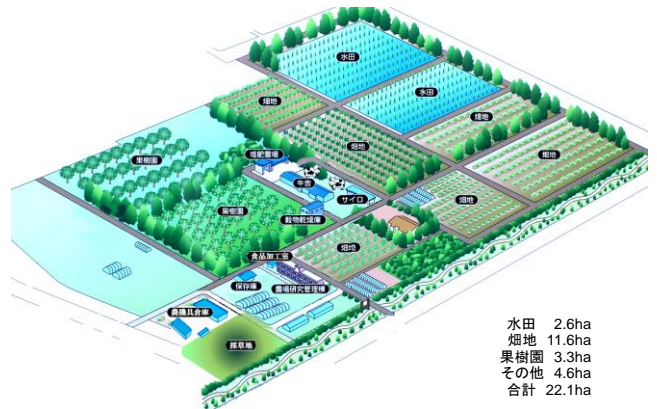 水田
水田
畑地
畑地
畑地
畑地
果樹園
堆肥置場
牛舎
サイロ
畑地
果樹園
穀物乾燥庫
畑地
食品加工室
保存庫
農場研究管理棟
農機具倉庫
採草地
水田 2.6ha
畑地 11.6ha
果樹園 3.3ha
その他 4.6ha
合計 22.1ha